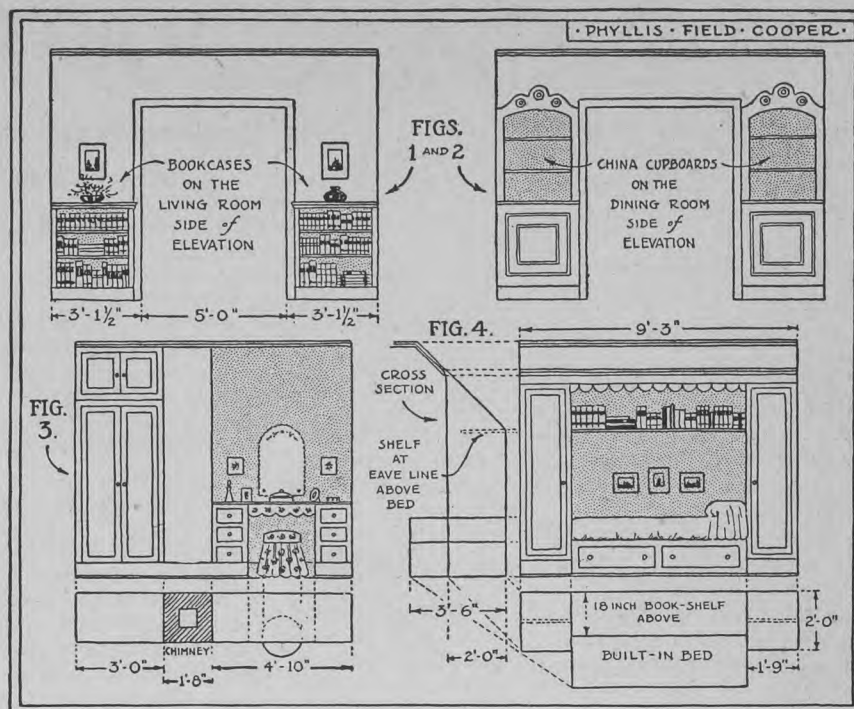 · PHYLLIS · FIELD · COOPER ·
FIGS.
1 AND 2
BOOKCASES
ON THE
LIVING ROOM
SIDE of
ELEVATION
CHINA CUPBOARDS
ON THE
DINING ROOM
SIDE of
ELEVATION
3'-1½"
5'-0"
3'-1½"
FIG.
3.
CHIMNEY
3'-0"
1'-8"
4'-10"
FIG. 4.
9'-3"
CROSS
SECTION
SHELF
AT
EAVE LINE
ABOVE
BED
3'-6"
2'-0"
18 INCH BOOK-SHELF
ABOVE
2'-0"
BUILT-IN BED
1'-9"